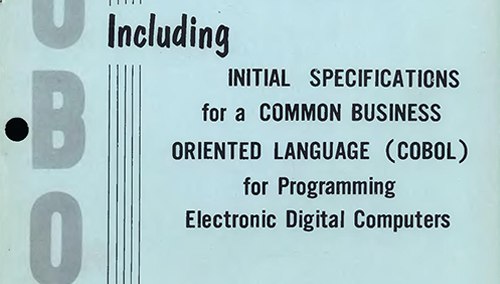 Including
INITIAL SPECIFICATIONS
for a COMMON BUSINESS
ORIENTED LANGUAGE (COBOL)
for Programming
Electronic Digital Computers
O
B
O